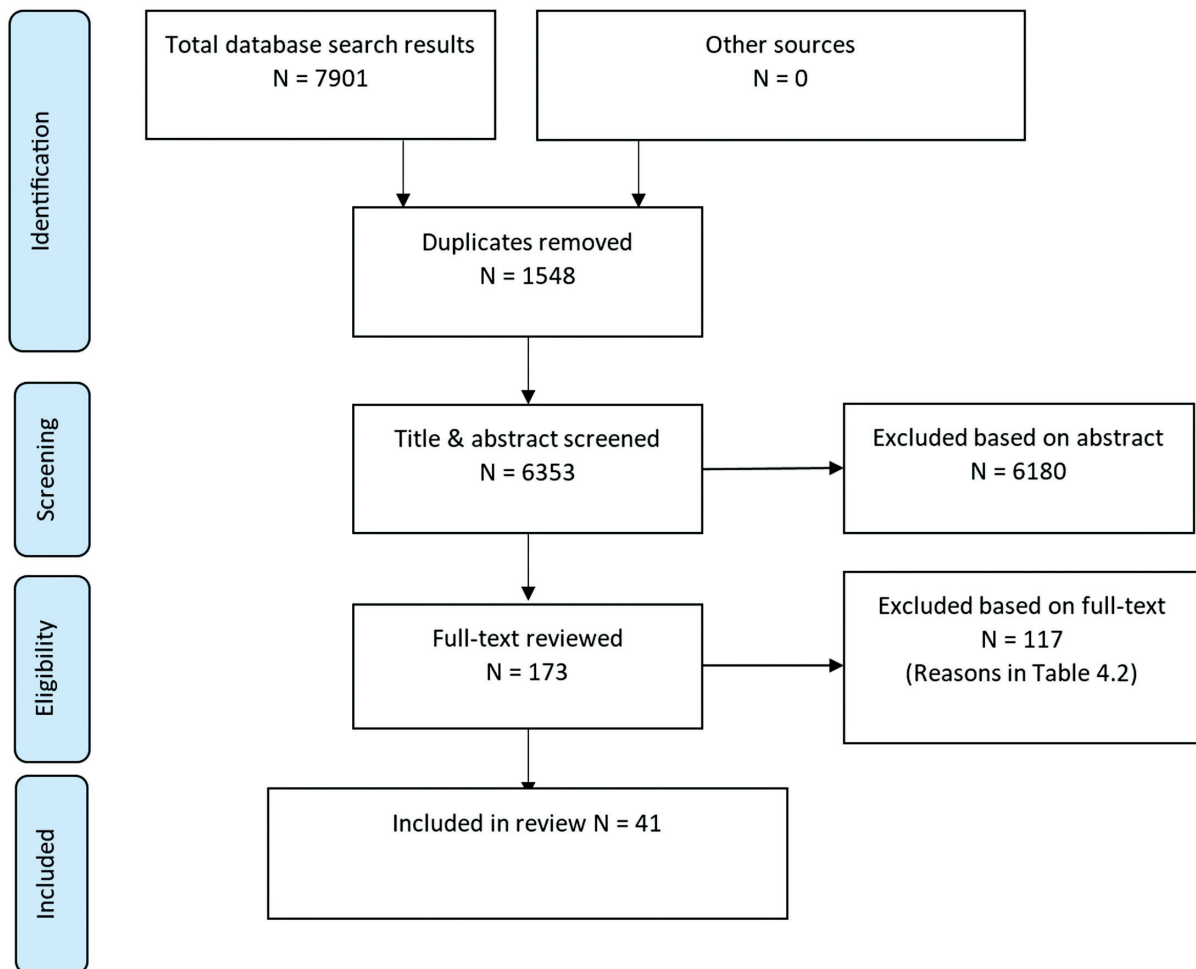 Identification
Total database search results
N = 7901
Other sources
N = 0
Duplicates removed
N = 1548
Screening
Title & abstract screened
N = 6353
Excluded based on abstract
N = 6180
Eligibility
Full-text reviewed
N = 173
Excluded based on full-text
N = 117
(Reasons in Table 4.2)
Included
Included in review N = 41